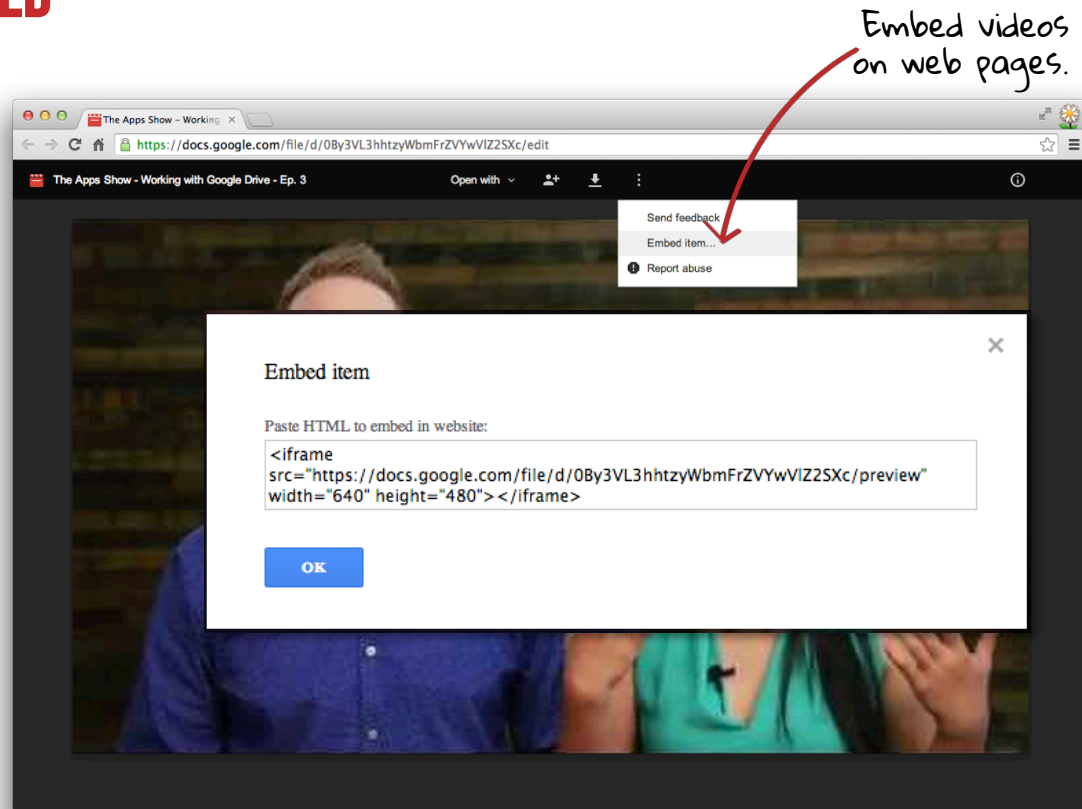 Embed videos
on web pages.
The Apps Show - Working
https://docs.google.com/file/d/0By3VL3hhtzyWbmFrZVYwVlZ2SXc/edit
The Apps Show - Working with Google Drive - Ep. 3 Open with
Send feedback
Embed item...
Report abuse
Embed item
Paste HTML to embed in website:
<iframe
src="https://docs.google.com/file/d/0By3VL3hhtzyWbmFrZVYwVlZ2SXc/preview"
width="640" height="480"></iframe>
OK